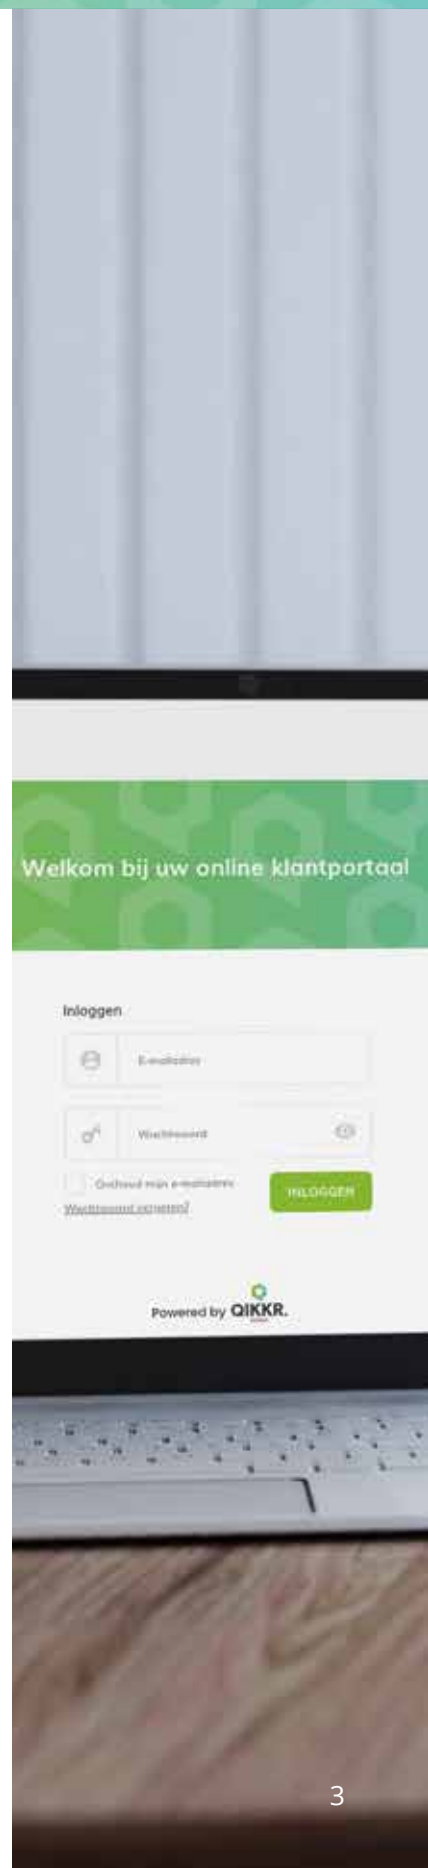 Welkom bij uw online klantportaal
Inloggen
E-mailadres
Wachtwoord
Onthoud mijn e-mailadres
INLOGGEN
Wachtwoord vergeten?
Powered by QIKKR.
3